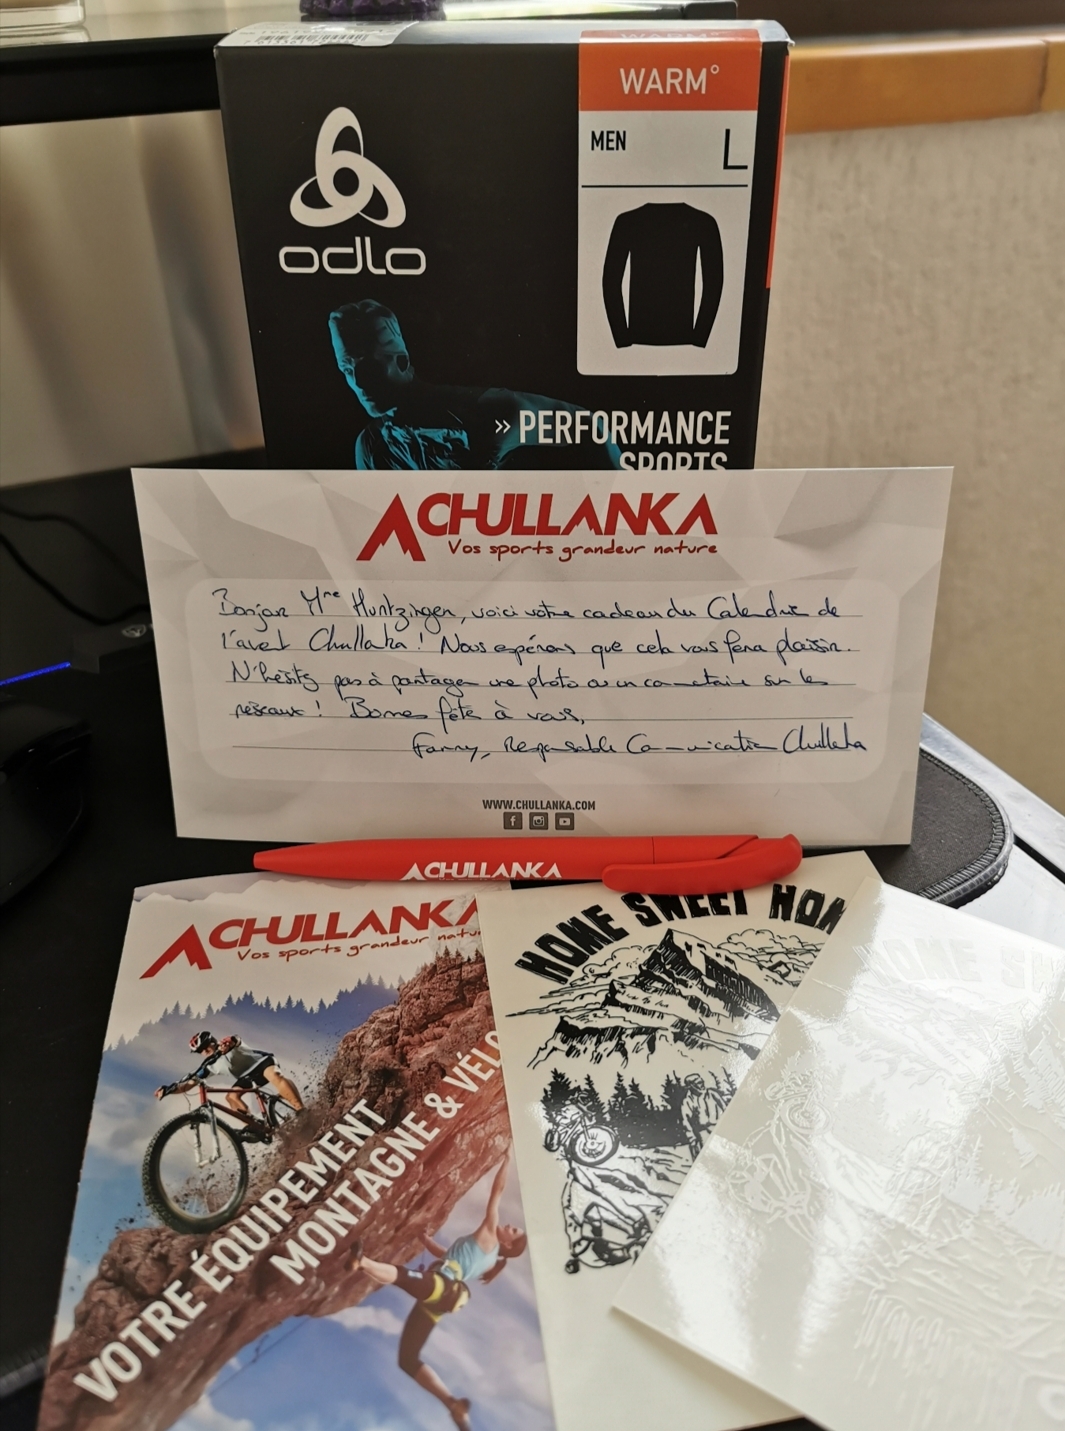 WARM°
MEN L
odlo
» PERFORMANCE
SPORTS
CHULLANKA
Vos sports grandeur nature
Bonjour Mme Huntzinger, voici votre cadeau du Calendrier de
l'avent Chullanka ! Nous espérons que cela vous fera plaisir.
N'hésitez pas à partager une photo ou un commentaire sur les
réseaux ! Bonnes fêtes à vous,
Fanny, Responsable Communication Chullanka
WWW.CHULLANKA.COM
CHULLANKA
CHULLANKA
Vos sports grandeur natu
VOTRE ÉQUIPEMENT
MONTAGNE & VÉLO
HOME SWEET HOM